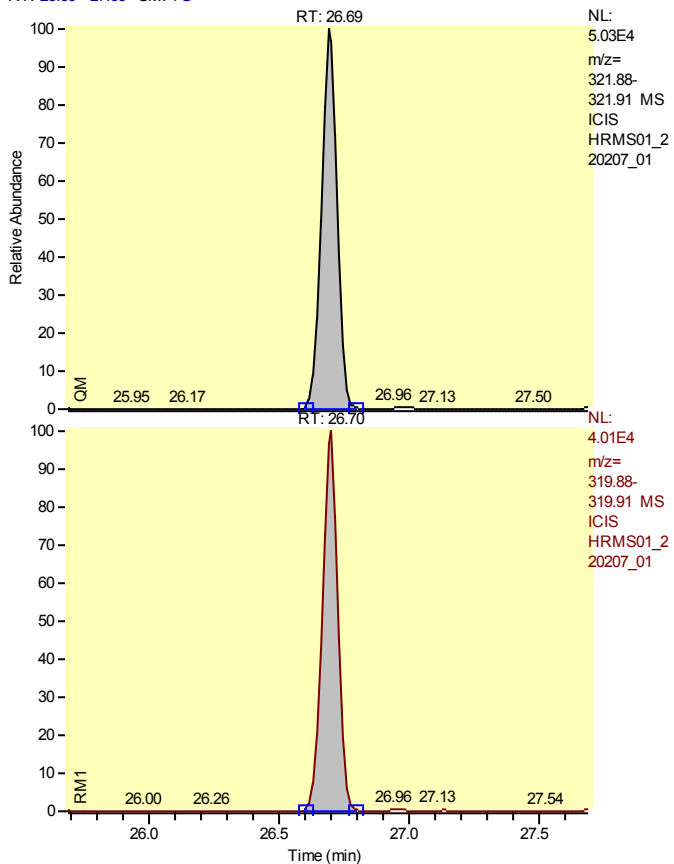 RT: 26.69
NL:
5.03E4
m/z=
321.88-
321.91 MS
ICIS
HRMS01_2
20207_01
100
90
80
70
60
50
40
30
20
10
0
Relative Abundance
QM
25.95 26.17 26.96 27.13 27.50
RT: 26.70
NL:
4.01E4
m/z=
319.88-
319.91 MS
ICIS
HRMS01_2
20207_01
100
90
80
70
60
50
40
30
20
10
0
RM1
26.00 26.26 26.96 27.13 27.54
26.0 26.5 27.0 27.5
Time (min)